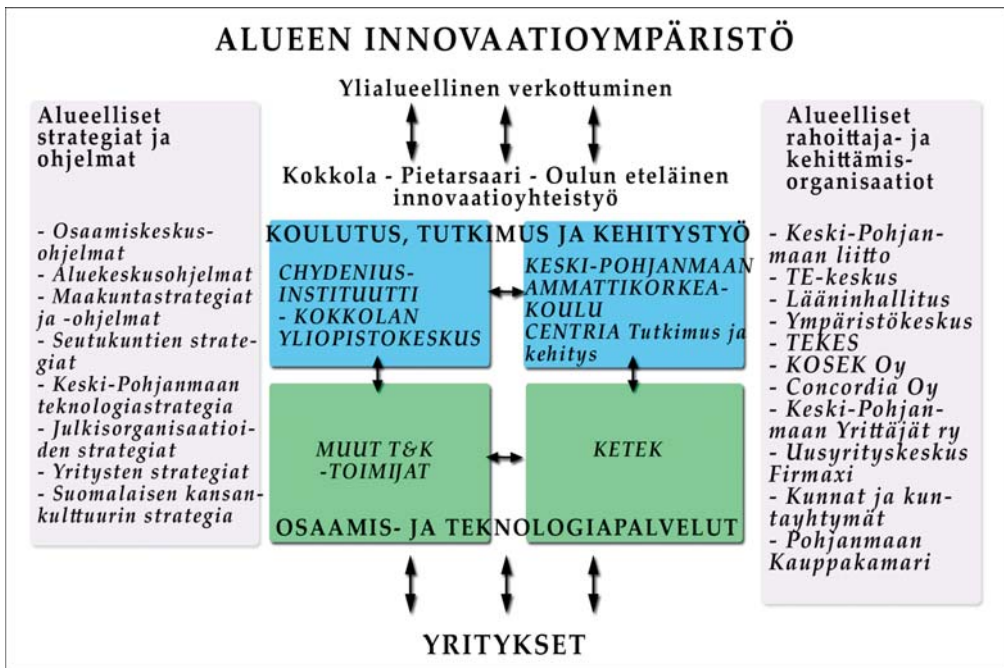 ALUEEN INNOVAATIOYMPÄRISTÖ
Ylialueellinen verkottuminen
Alueelliset
strategiat ja
ohjelmat
- Osaamiskeskus-
ohjelmat
- Aluekeskusohjelmat
- Maakuntastrategiat
ja -ohjelmat
- Seutukuntien strate-
giat
- Keski-Pohjanmaan
teknologiastrategia
- Julkisorganisaatioi-
den strategiat
- Yritysten strategiat
- Suomalaisen kansan-
kulttuurin strategia
Kokkola - Pietarsaari - Oulun eteläinen
innovaatioyhteistyö
KOULUTUS, TUTKIMUS JA KEHITYSTYÖ
CHYDENIUS-
INSTITUUTTI
- KOKKOLAN
YLIOPISTOKESKUS
KESKI-POHJANMAAN
AMMATTIKORKEA-
KOULU
CENTRIA Tutkimus ja
kehitys
MUUT T&K
-TOIMIJAT
KETEK
OSAAMIS- JA TEKNOLOGIAPALVELUT
YRITYKSET
Alueelliset
rahoittaja- ja
kehittämis-
organisaatiot
- Keski-Pohjan-
maan liitto
- TE-keskus
- Lääninhallitus
- Ympäristökeskus
- TEKES
- KOSEK Oy
- Concordia Oy
- Keski-Pohjan-
maan Yrittäjät ry
- Uusyrityskeskus
Firmaxi
- Kunnat ja kun-
tayhtymät
- Pohjanmaan
Kauppakamari